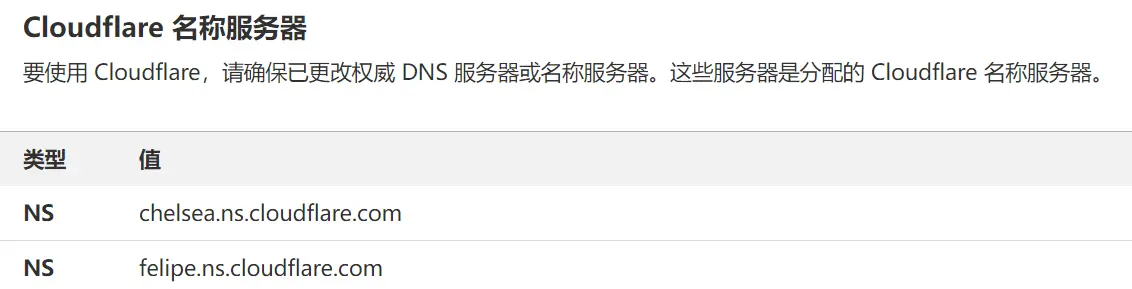 Cloudflare 名称服务器
要使用 Cloudflare，请确保已更改权威 DNS 服务器或名称服务器。这些服务器是分配的 Cloudflare 名称服务器。
类型 值
NS chelsea.ns.cloudflare.com
NS felipe.ns.cloudflare.com